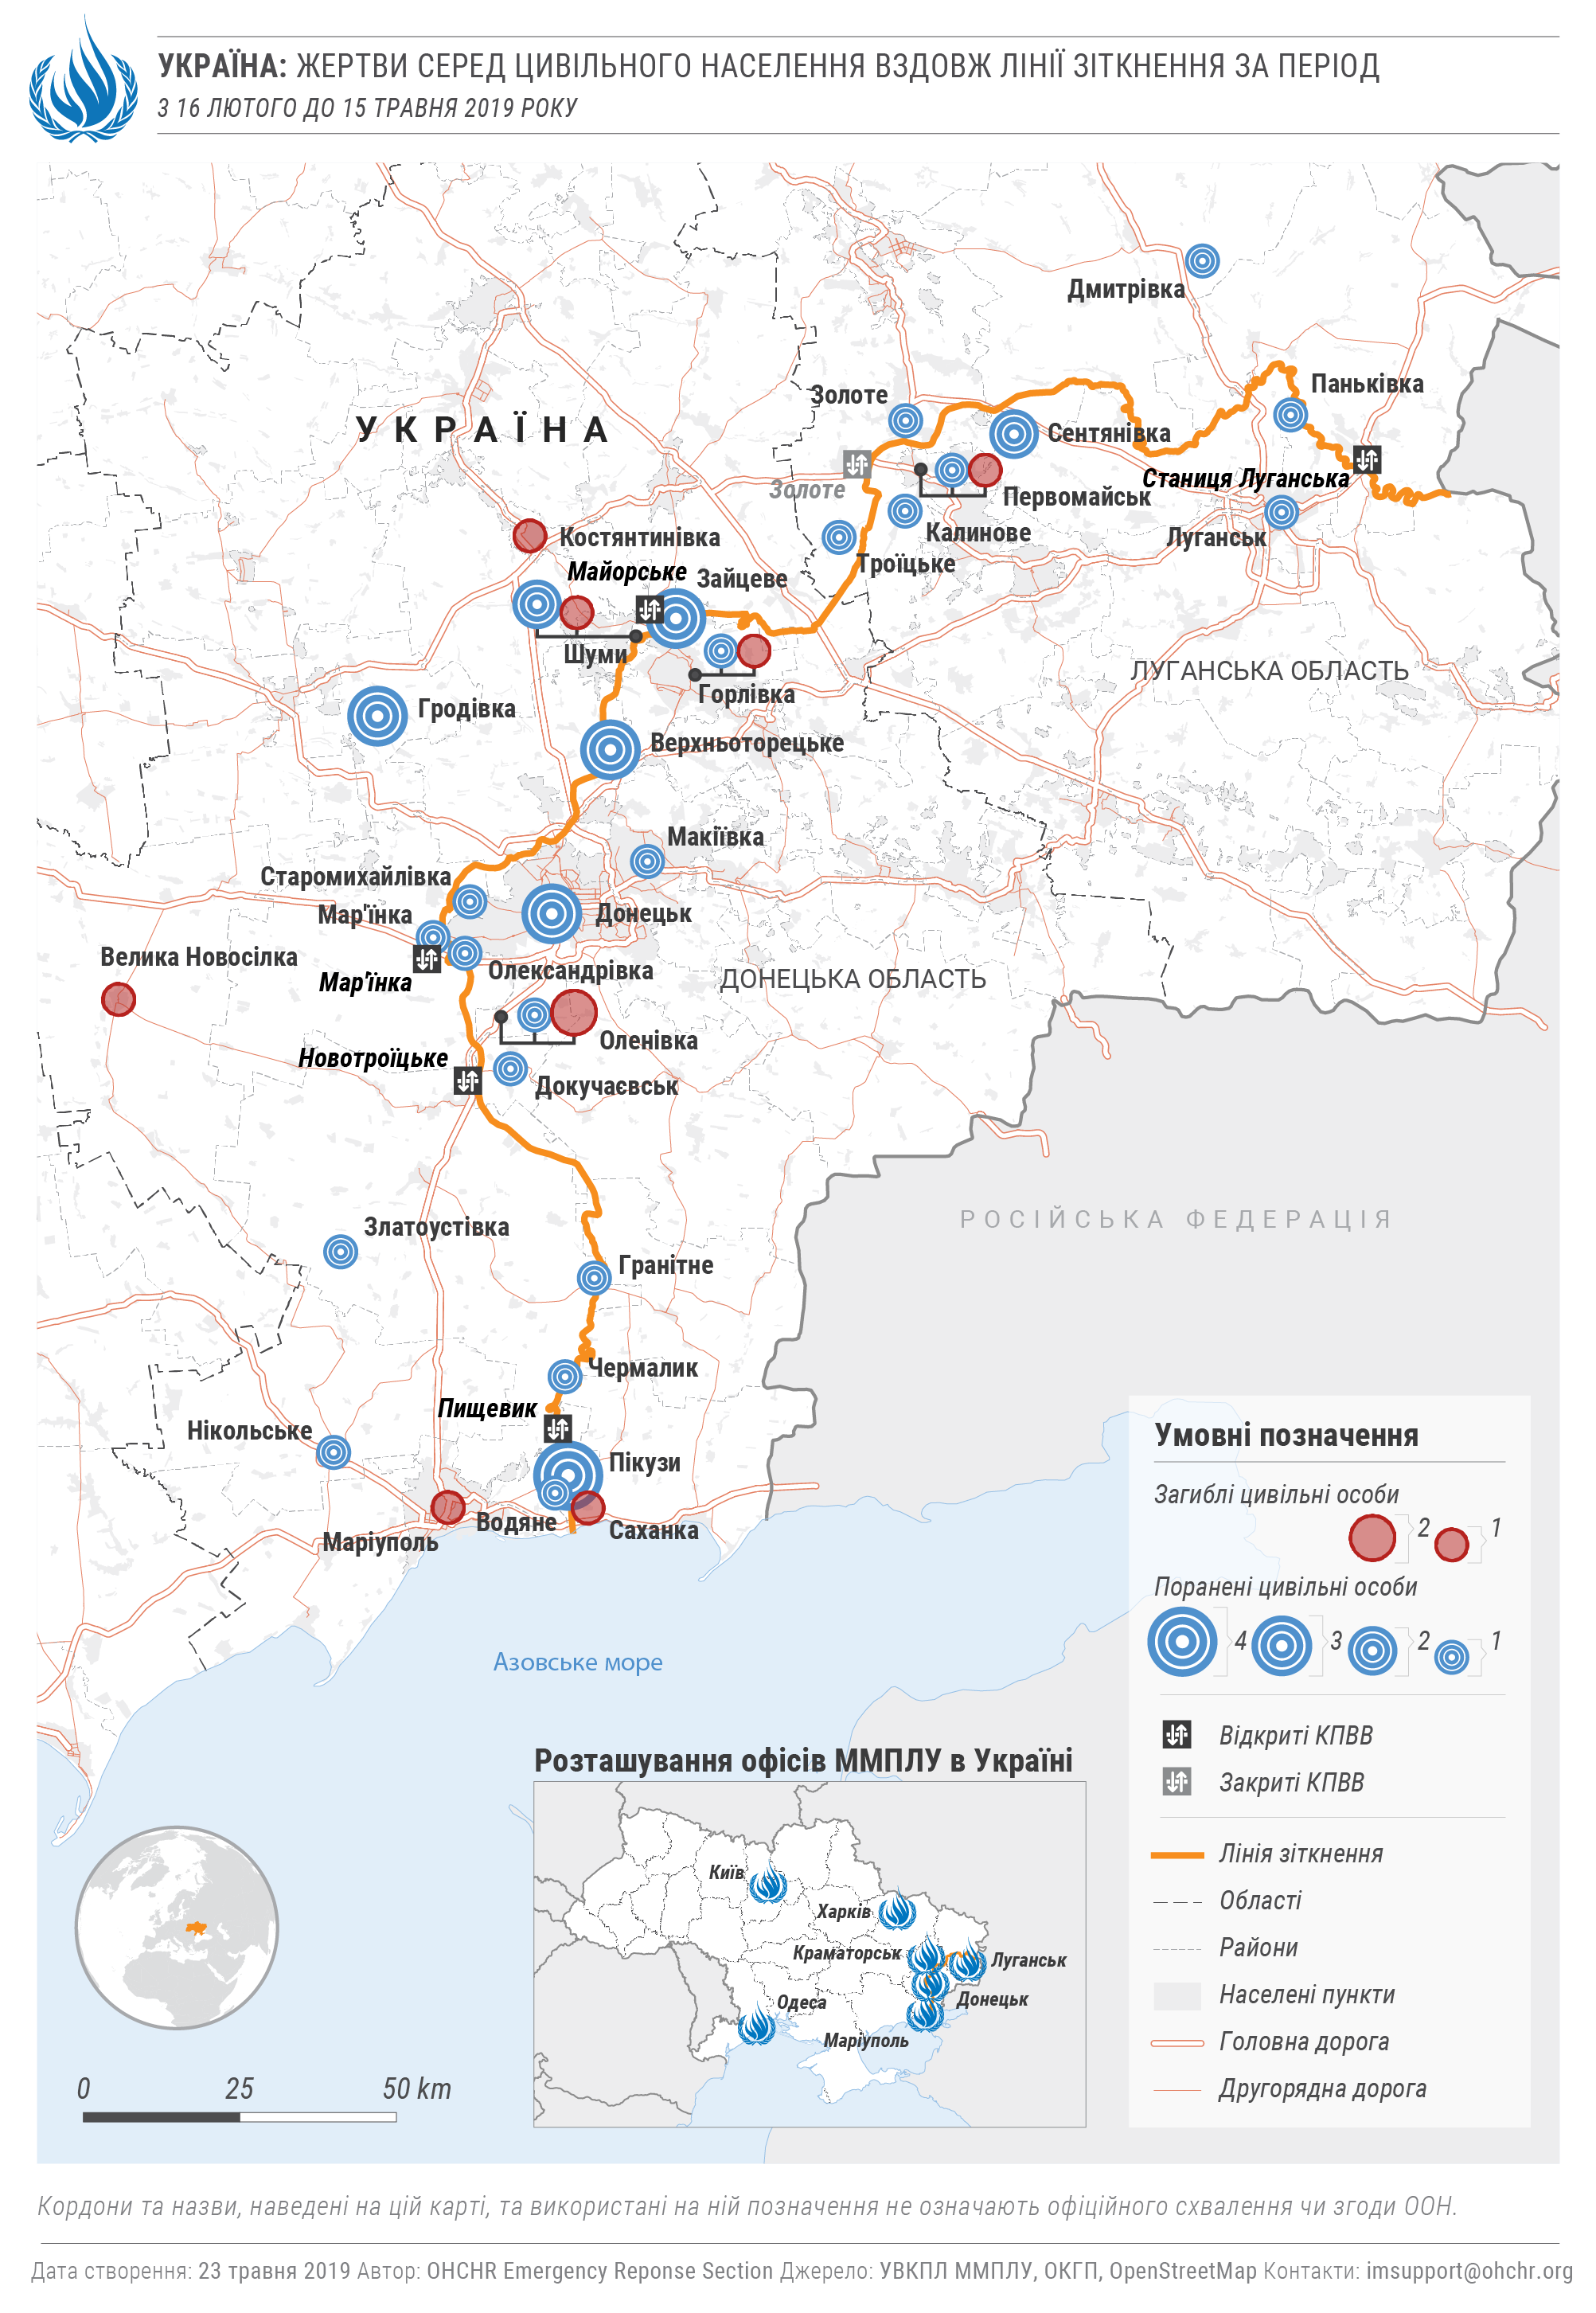 УКРАЇНА: ЖЕРТВИ СЕРЕД ЦИВІЛЬНОГО НАСЕЛЕННЯ ВЗДОВЖ ЛІНІЇ ЗІТКНЕННЯ ЗА ПЕРІОД
З 16 ЛЮТОГО ДО 15 ТРАВНЯ 2019 РОКУ
Дмитрівка
Паньківка
Золоте
УКРАЇНА
Сентянівка
Станиця Луганська
Золоте
Первомайськ
Костянтинівка
Калинове
Луганськ
Троїцьке
Майорське
Зайцеве
Шуми
ЛУГАНСЬКА ОБЛАСТЬ
Горлівка
Гродівка
Верхньоторецьке
Макіївка
Старомихайлівка
Мар'їнка
Донецьк
Велика Новосілка
Олександрівка
Мар'їнка
ДОНЕЦЬКА ОБЛАСТЬ
Оленівка
Новотроїцьке
Докучаєвськ
РОСІЙСЬКА ФЕДЕРАЦІЯ
Златоустівка
Гранітне
Чермалик
Пищевик
Нікольське
Пікузи
Водяне
Саханка
Маріуполь
Азовське море
Умовні позначення
Загиблі цивільні особи
2
1
Поранені цивільні особи
4
3
2
1
Відкриті КПВВ
Закриті КПВВ
Лінія зіткнення
Області
Райони
Населені пункти
Головна дорога
Другорядна дорога
Розташування офісів ММПЛУ в Україні
Київ
Харків
Краматорськ
Луганськ
Донецьк
Одеса
Маріуполь
0 25 50 km
Кордони та назви, наведені на цій карті, та використані на ній позначення не означають офіційного схвалення чи згоди ООН.
Дата створення: 23 травня 2019 Автор: OHCHR Emergency Reponse Section Джерело: УВКПЛ ММПЛУ, ОКГП, OpenStreetMap Контакти: imsupport@ohchr.org